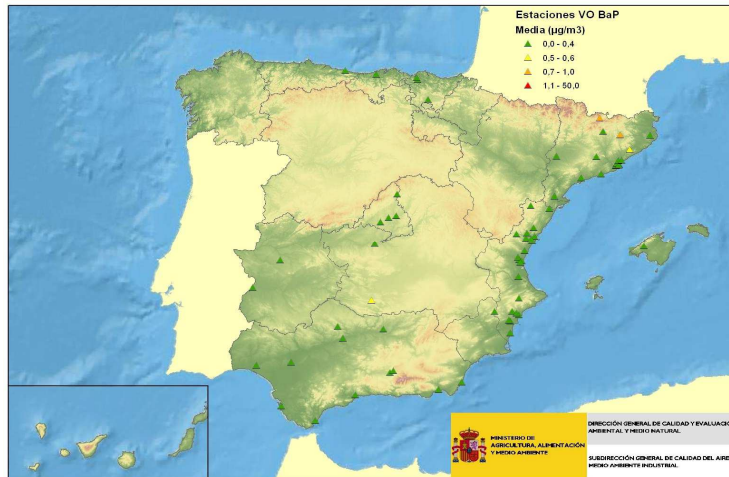 Estaciones VO BaP
Media (µg/m3)
0,0 - 0,4
0,5 - 0,6
0,7 - 1,0
1,1 - 50,0
MINISTERIO DE
AGRICULTURA, ALIMENTACIÓN
Y MEDIO AMBIENTE
DIRECCIÓN GENERAL DE CALIDAD Y EVALUACIÓ
AMBIENTAL Y MEDIO NATURAL
SUBDIRECCIÓN GENERAL DE CALIDAD DEL AIRE
MEDIO AMBIENTE INDUSTRIAL